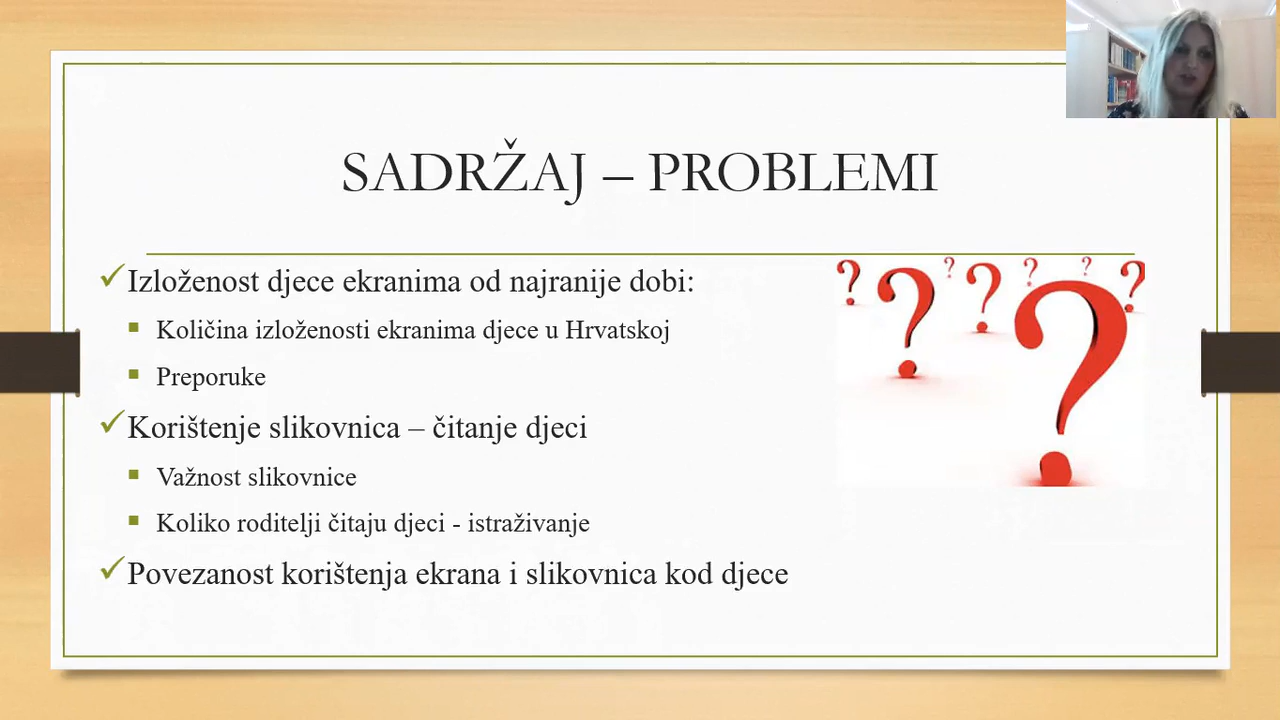 SADRŽAJ – PROBLEMI
Izloženost djece ekranima od najranije dobi:
Količina izloženosti ekranima djece u Hrvatskoj
Preporuke
Korištenje slikovnica – čitanje djeci
Važnost slikovnice
Koliko roditelji čitaju djeci - istraživanje
Povezanost korištenja ekrana i slikovnica kod djece